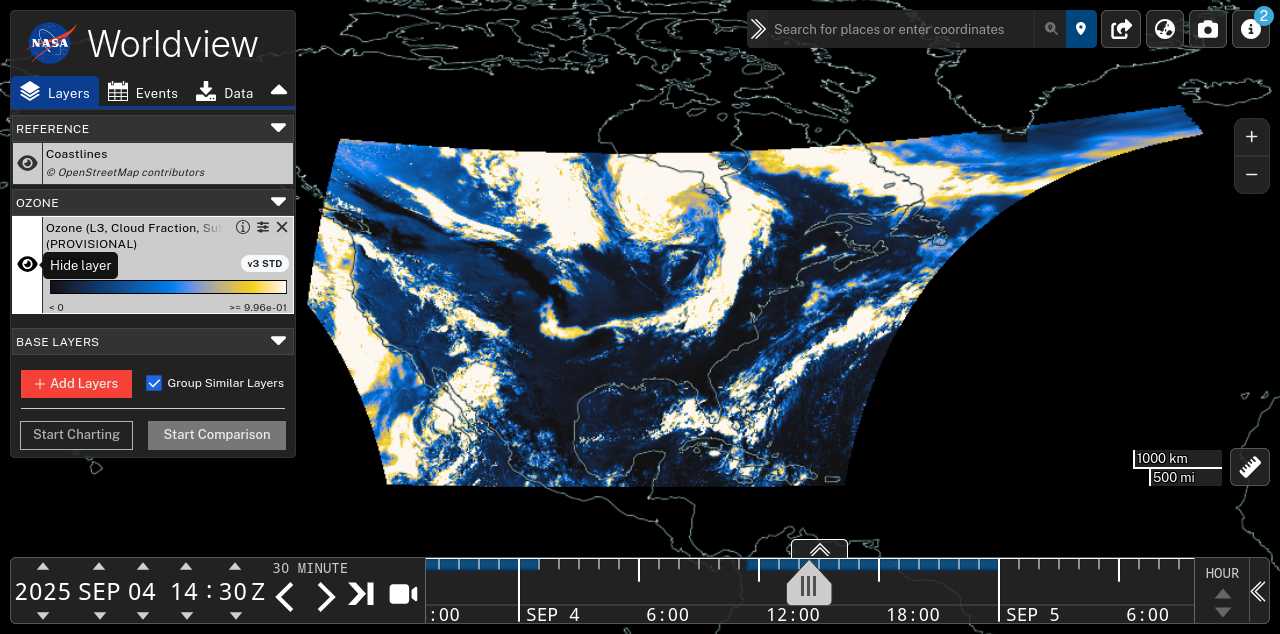 NASA Worldview
Search for places or enter coordinates
2
Layers Events Data
REFERENCE
Coastlines
© OpenStreetMap contributors
OZONE
Ozone (L3, Cloud Fraction, Su
(PROVISIONAL)
Hide layer
v3 STD
< 0 >= 9.96e-01
BASE LAYERS
+ Add Layers Group Similar Layers
Start Charting Start Comparison
+
−
1000 km
500 mi
30 MINUTE
2025 SEP 04 14 : 30 Z
HOUR
:00 SEP 4 6:00 12:00 18:00 SEP 5 6:00